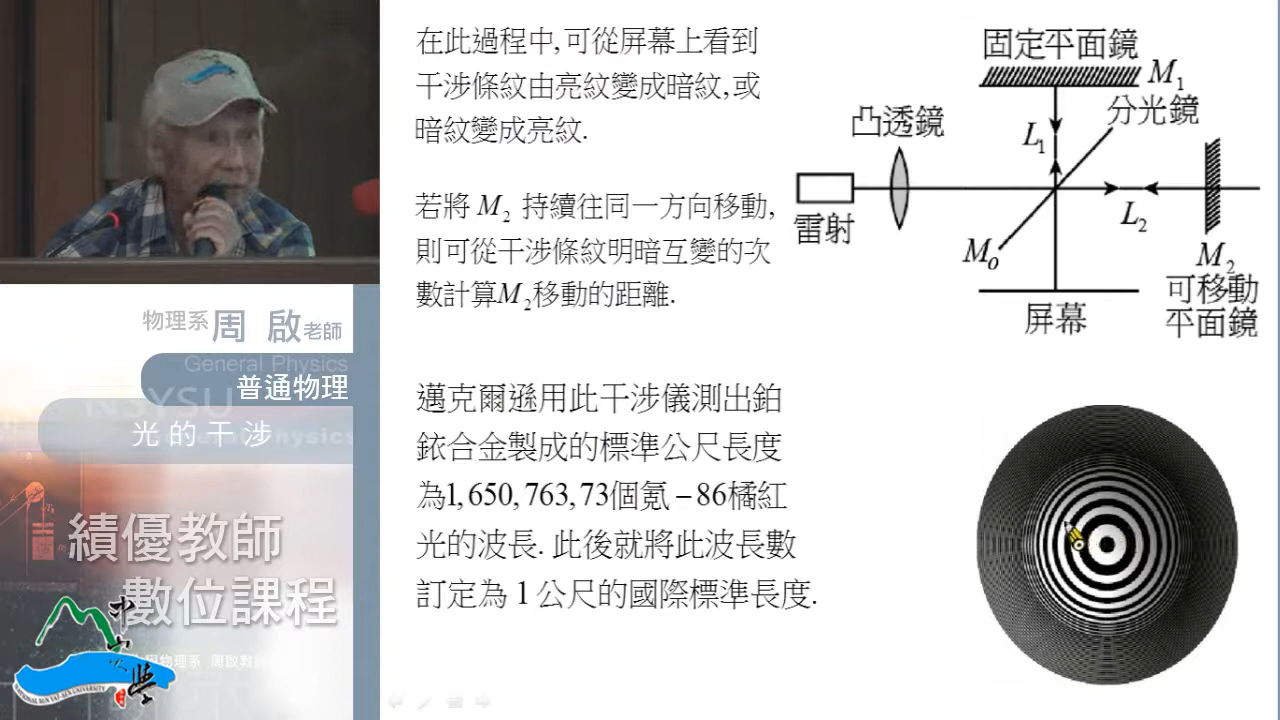 在此過程中,可從屏幕上看到
干涉條紋由亮紋變成暗紋,或
暗紋變成亮紋.
若將 M2 持續往同一方向移動,
則可從干涉條紋明暗互變的次
數計算M2移動的距離.
邁克爾遜用此干涉儀測出鉑
銥合金製成的標準公尺長度
為1,650,763,73個氪－86橘紅
光的波長. 此後就將此波長數
訂定為 1 公尺的國際標準長度.
固定平面鏡
M1
分光鏡
凸透鏡
L1
雷射
L2
M0
M2
可移動
平面鏡
屏幕
物理系 周 啟 老師
General Physics
普通物理
NSYSU
光的干涉
績優教師
數位課程
NATIONAL SUN YAT-SEN UNIVERSITY